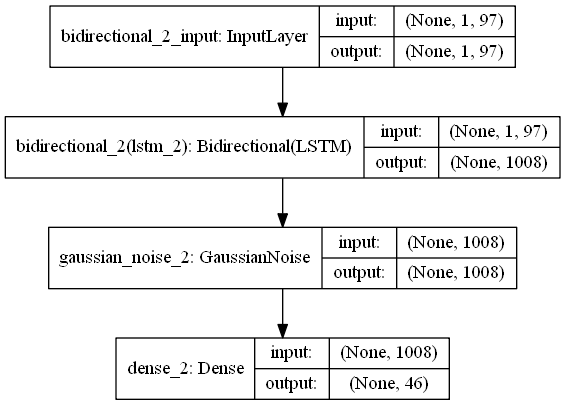 bidirectional_2_input: InputLayer
input: (None, 1, 97)
output: (None, 1, 97)
bidirectional_2(lstm_2): Bidirectional(LSTM)
input: (None, 1, 97)
output: (None, 1008)
gaussian_noise_2: GaussianNoise
input: (None, 1008)
output: (None, 1008)
dense_2: Dense
input: (None, 1008)
output: (None, 46)